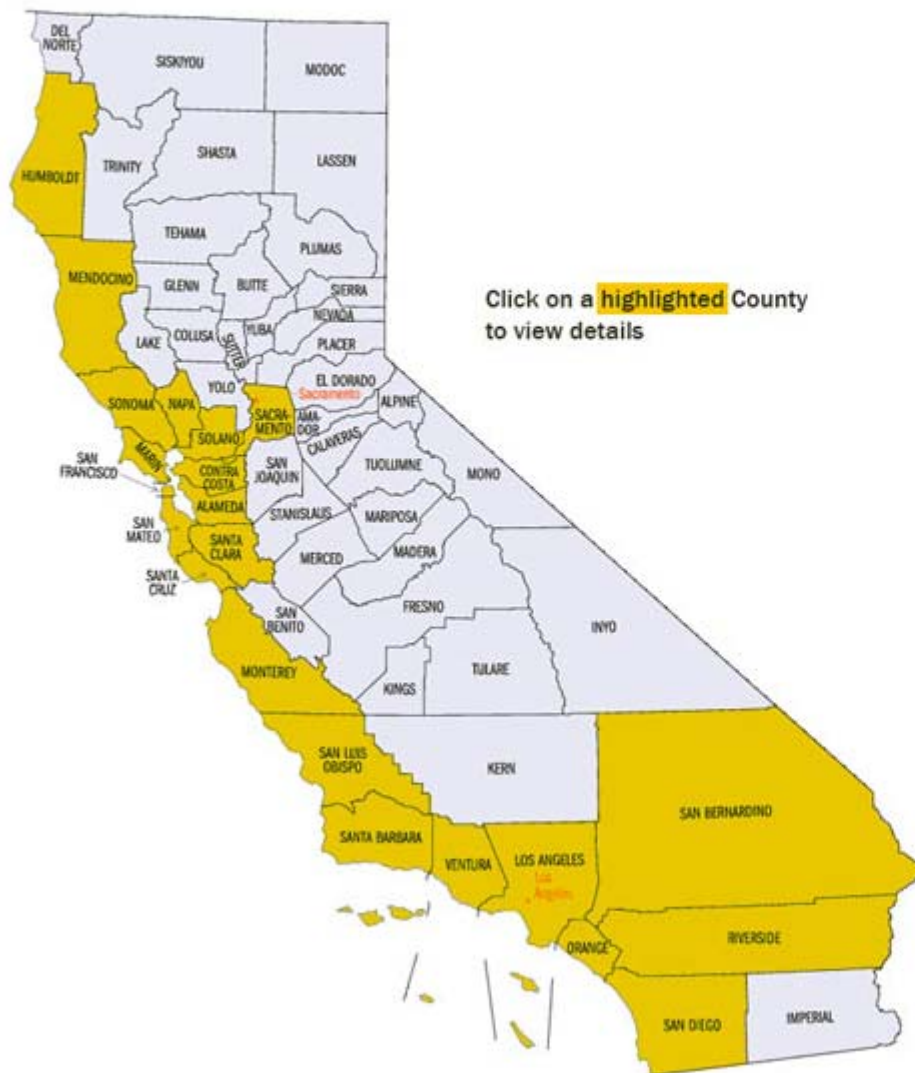 DEL
NORTE
SISKIYOU
MODOC
HUMBOLDT
TRINITY
SHASTA
LASSEN
TEHAMA
PLUMAS
MENDOCINO
GLENN
BUTTE
SIERRA
Click on a highlighted County
to view details
NEVADA
YUBA
COLUSA
SUTTER
LAKE
PLACER
YOLO
EL DORADO
Sacramento
SONOMA
NAPA
SACRA-
MENTO
ALPINE
AMA-
DOR
SOLANO
CALAVERAS
MARIN
SAN
FRANCISCO
CONTRA
COSTA
SAN
JOAQUIN
TUOLUMNE
MONO
ALAMEDA
STANISLAUS
MARIPOSA
SAN
MATEO
SANTA
CLARA
MERCED
MADERA
SANTA
CRUZ
FRESNO
SAN
BENITO
INYO
MONTEREY
KINGS
TULARE
SAN LUIS
OBISPO
KERN
SAN BERNARDINO
SANTA BARBARA
VENTURA
LOS ANGELES
Los
Angeles
ORANGE
RIVERSIDE
SAN DIEGO
IMPERIAL